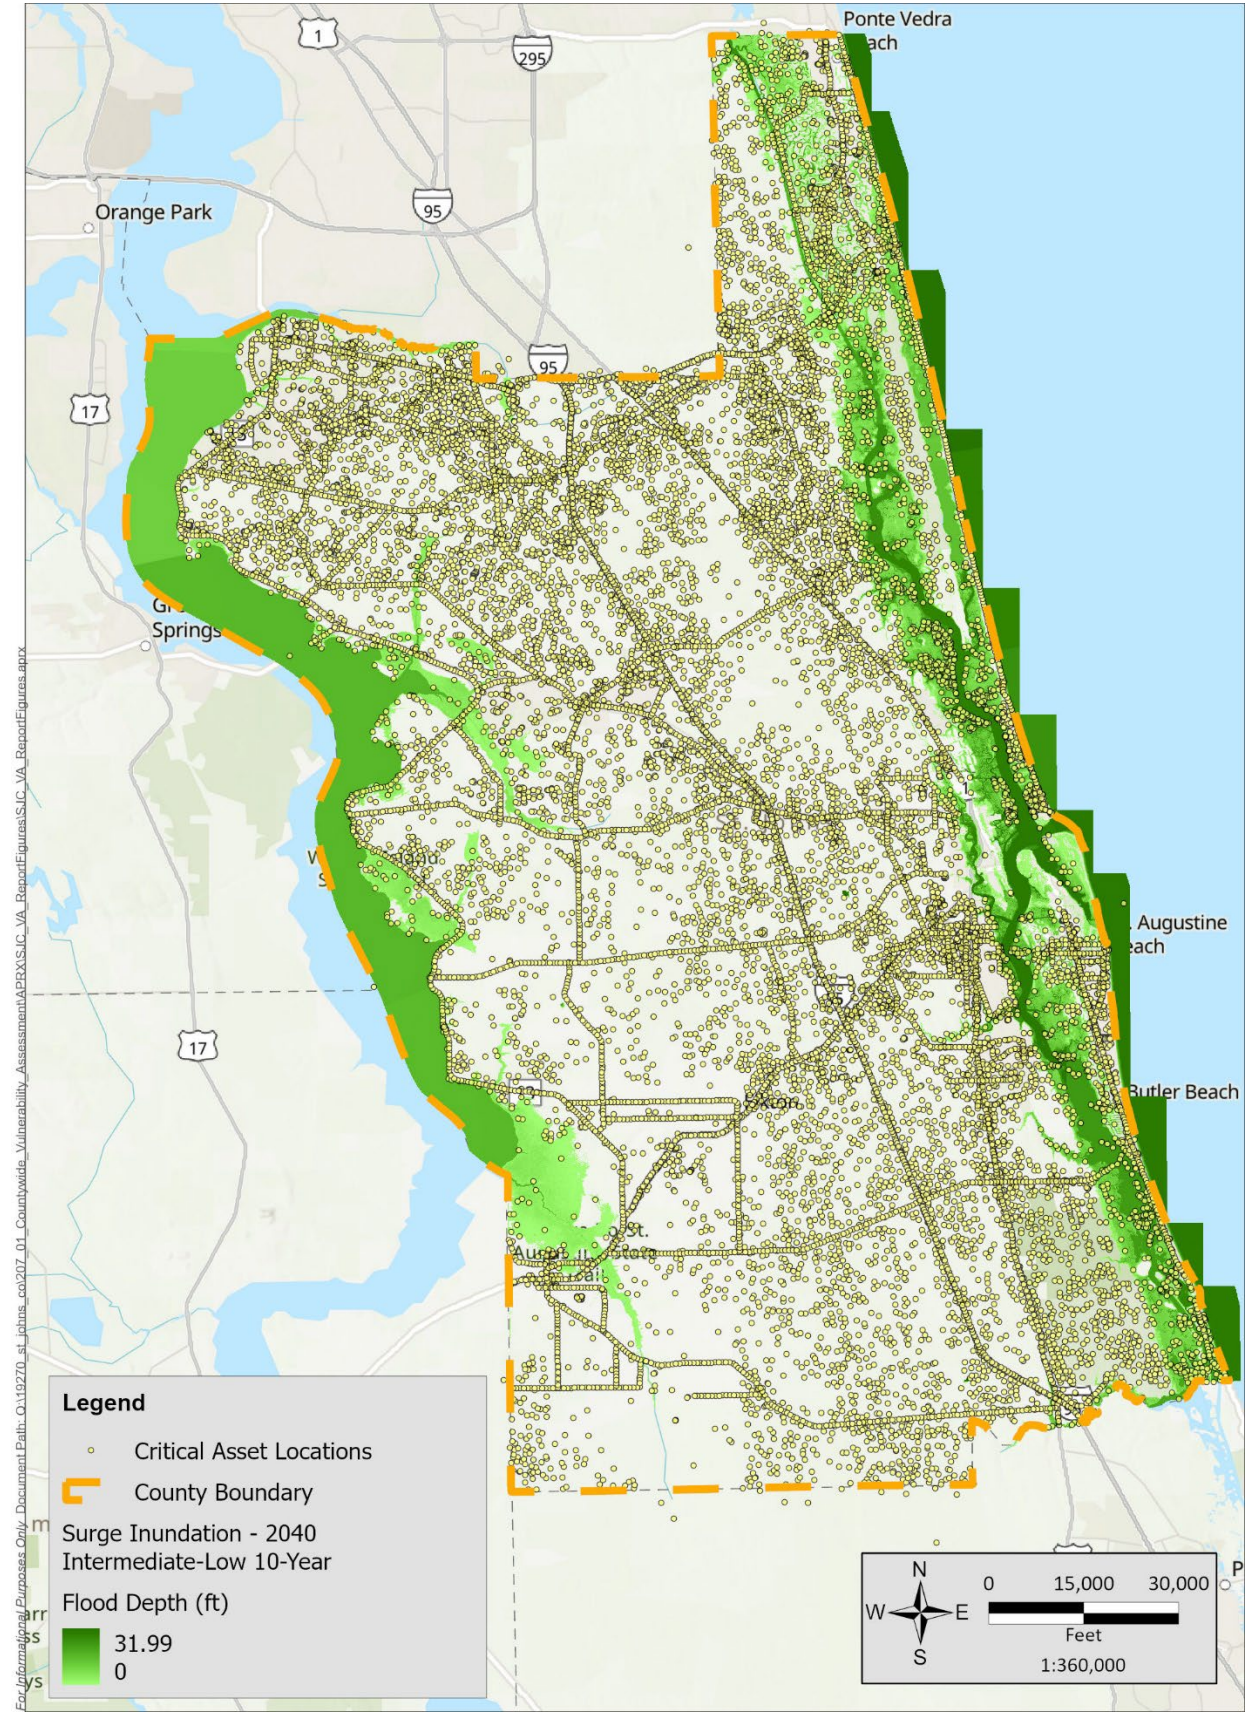 Ponte Vedra
ach
1
295
Orange Park
95
95
17
Springs
. Augustine
each
17
Butler Beach
Legend
Critical Asset Locations
County Boundary
Surge Inundation - 2040
Intermediate-Low 10-Year
Flood Depth (ft)
31.99
0
N
W
E
S
0
15,000
30,000
Feet
1:360,000
P
For Informational Purposes Only